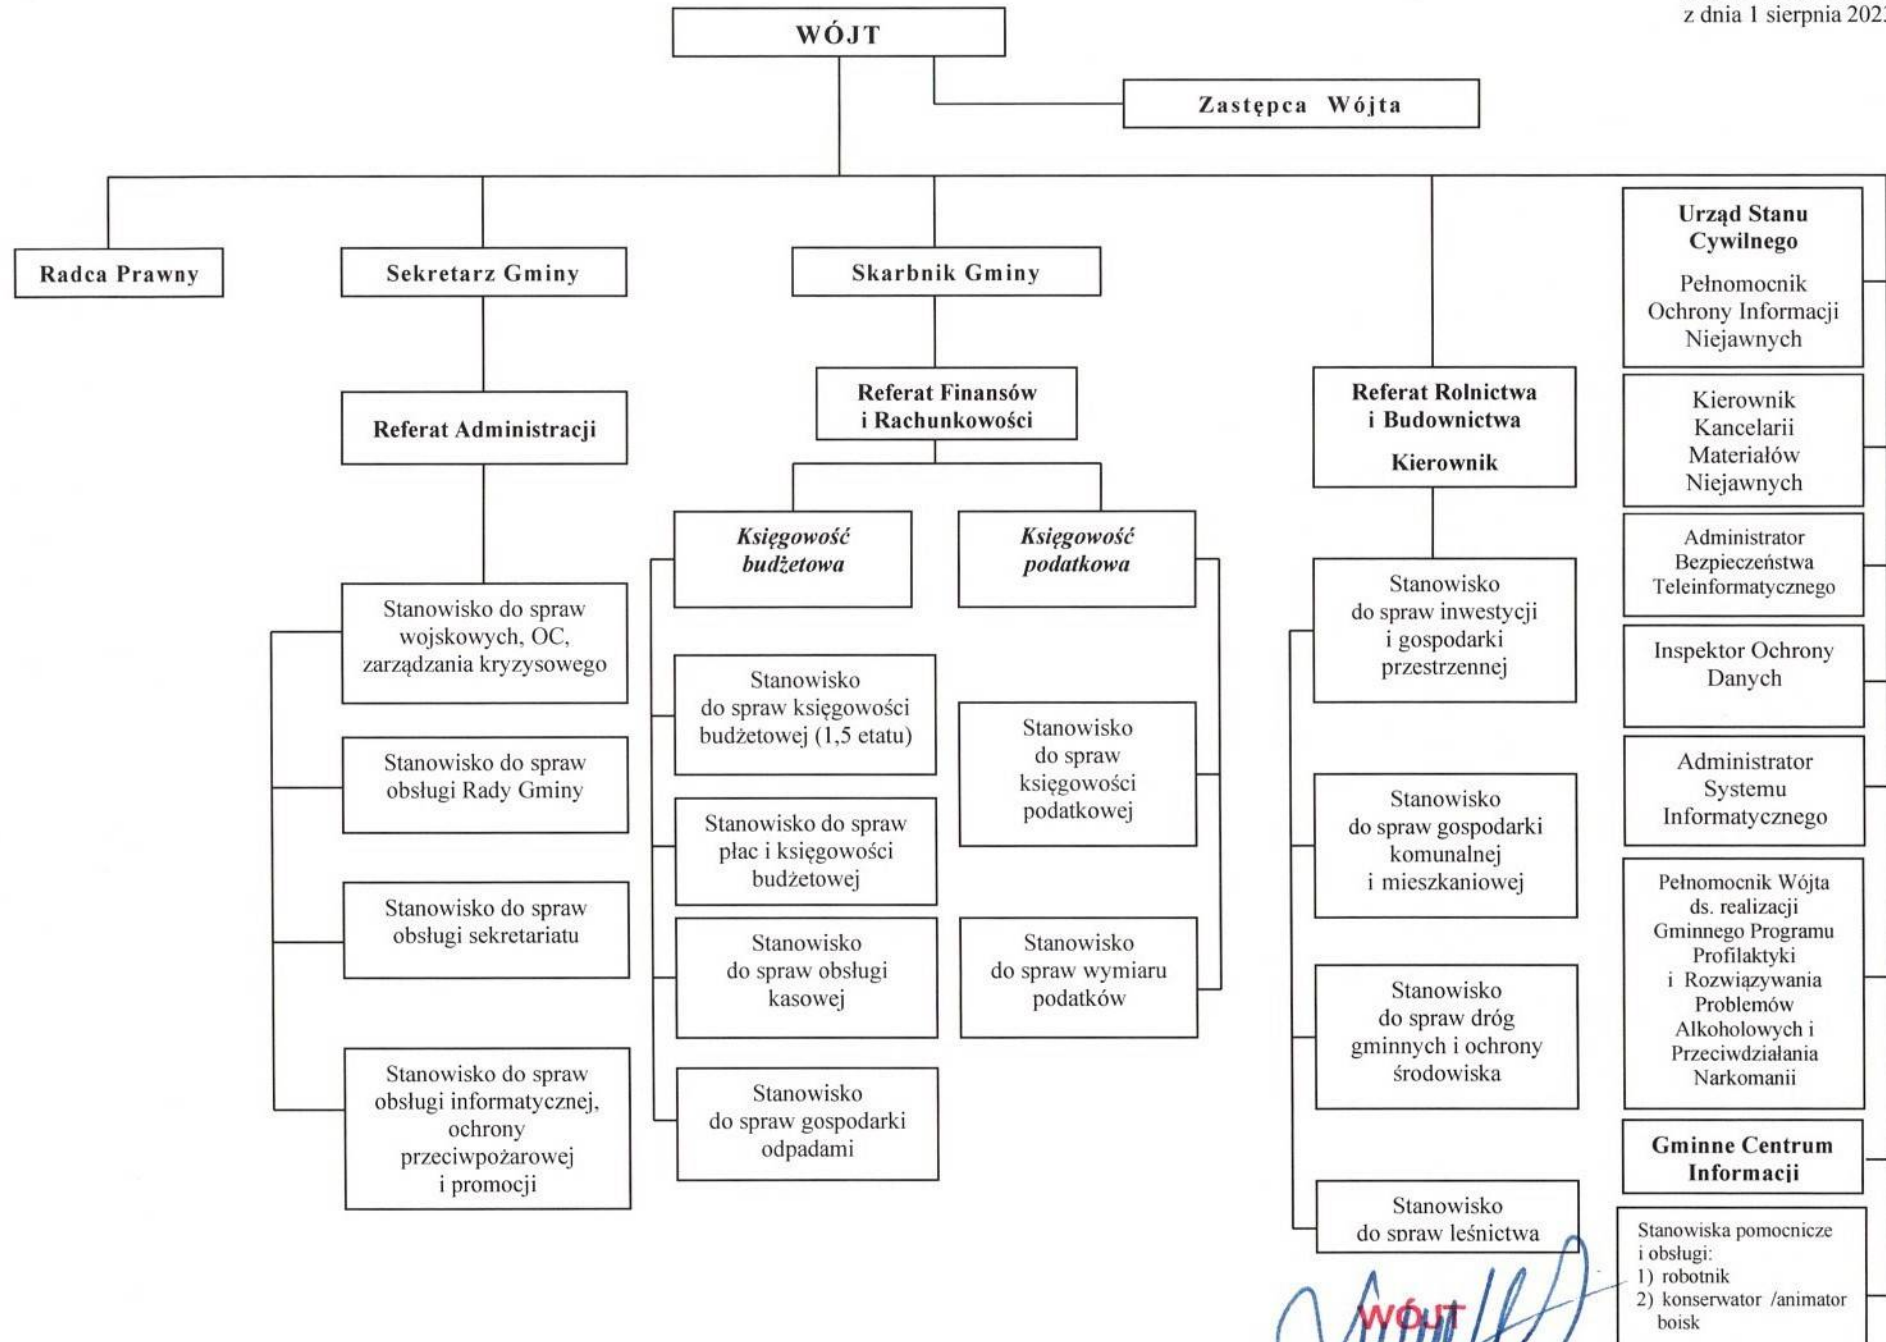 z dnia 1 sierpnia 2022
WÓJT
Zastępca Wójta
Radca Prawny
Sekretarz Gminy
Skarbnik Gminy
Referat Administracji
Referat Finansów
i Rachunkowości
Referat Rolnictwa
i Budownictwa
Kierownik
Stanowisko do spraw
wojskowych, OC,
zarządzania kryzysowego
Stanowisko do spraw
obsługi Rady Gminy
Stanowisko do spraw
obsługi sekretariatu
Stanowisko do spraw
obsługi informatycznej,
ochrony
przeciwpożarowej
i promocji
Księgowość
budżetowa
Stanowisko
do spraw księgowości
budżetowej (1,5 etatu)
Stanowisko do spraw
płac i księgowości
budżetowej
Stanowisko
do spraw obsługi
kasowej
Stanowisko
do spraw gospodarki
odpadami
Księgowość
podatkowa
Stanowisko
do spraw
księgowości
podatkowej
Stanowisko
do spraw wymiaru
podatków
Stanowisko
do spraw inwestycji
i gospodarki
przestrzennej
Stanowisko
do spraw gospodarki
komunalnej
i mieszkaniowej
Stanowisko
do spraw dróg
gminnych i ochrony
środowiska
Stanowisko
do spraw leśnictwa
Urząd Stanu
Cywilnego
Pełnomocnik
Ochrony Informacji
Niejawnych
Kierownik
Kancelarii
Materiałów
Niejawnych
Administrator
Bezpieczeństwa
Teleinformatycznego
Inspektor Ochrony
Danych
Administrator
Systemu
Informatycznego
Pełnomocnik Wójta
ds. realizacji
Gminnego Programu
Profilaktyki
i Rozwiązywania
Problemów
Alkoholowych i
Przeciwdziałania
Narkomanii
Gminne Centrum
Informacji
Stanowiska pomocnicze
i obsługi:
1) robotnik
2) konserwator /animator
boisk
WÓJT